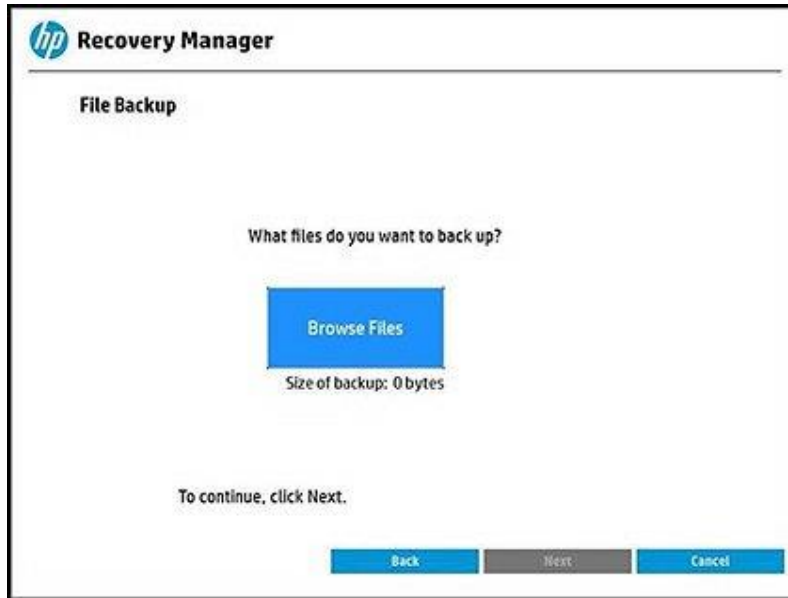 hp Recovery Manager
File Backup
What files do you want to back up?
Browse Files
Size of backup: 0 bytes
To continue, click Next.
Back Next Cancel